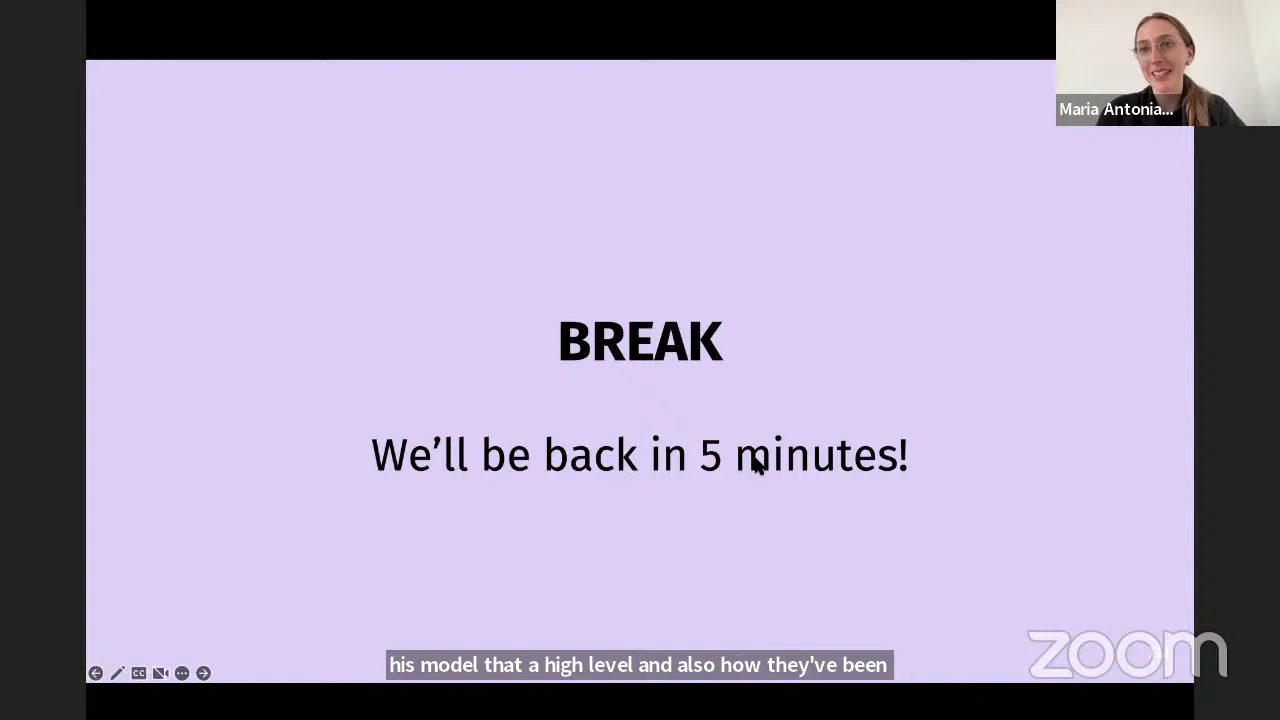 Maria Antonia...
BREAK
We’ll be back in 5 minutes!
his model that a high level and also how they've been
CC
zoom